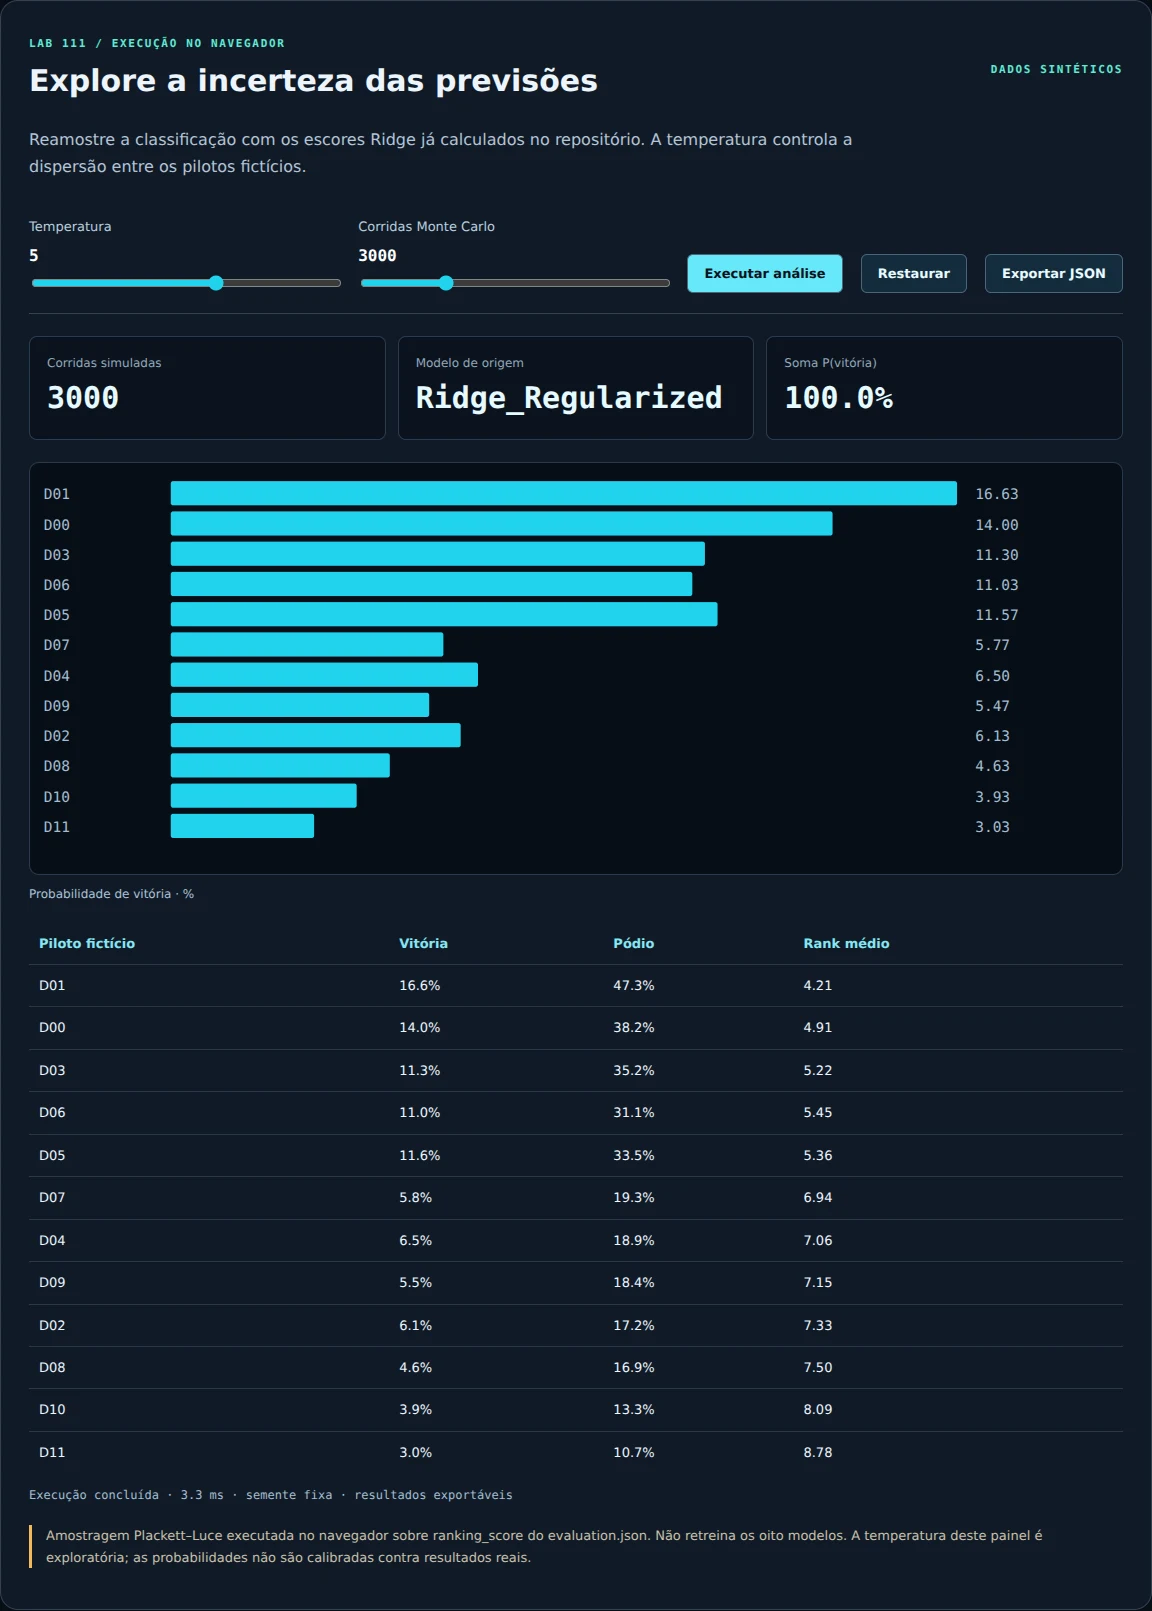 LAB 111 / EXECUÇÃO NO NAVEGADOR
Explore a incerteza das previsões
DADOS SINTÉTICOS
Reamostre a classificação com os escores Ridge já calculados no repositório. A temperatura controla a
dispersão entre os pilotos fictícios.
Temperatura
5
Corridas Monte Carlo
3000
Executar análise
Restaurar
Exportar JSON
Corridas simuladas
3000
Modelo de origem
Ridge_Regularized
Soma P(vitória)
100.0%
D01 16.63
D00 14.00
D03 11.30
D06 11.03
D05 11.57
D07 5.77
D04 6.50
D09 5.47
D02 6.13
D08 4.63
D10 3.93
D11 3.03
Probabilidade de vitória · %
Piloto fictício Vitória Pódio Rank médio
D01 16.6% 47.3% 4.21
D00 14.0% 38.2% 4.91
D03 11.3% 35.2% 5.22
D06 11.0% 31.1% 5.45
D05 11.6% 33.5% 5.36
D07 5.8% 19.3% 6.94
D04 6.5% 18.9% 7.06
D09 5.5% 18.4% 7.15
D02 6.1% 17.2% 7.33
D08 4.6% 16.9% 7.50
D10 3.9% 13.3% 8.09
D11 3.0% 10.7% 8.78
Execução concluída · 3.3 ms · semente fixa · resultados exportáveis
Amostragem Plackett–Luce executada no navegador sobre ranking_score do evaluation.json. Não retreina os oito modelos. A temperatura deste painel é
exploratória; as probabilidades não são calibradas contra resultados reais.